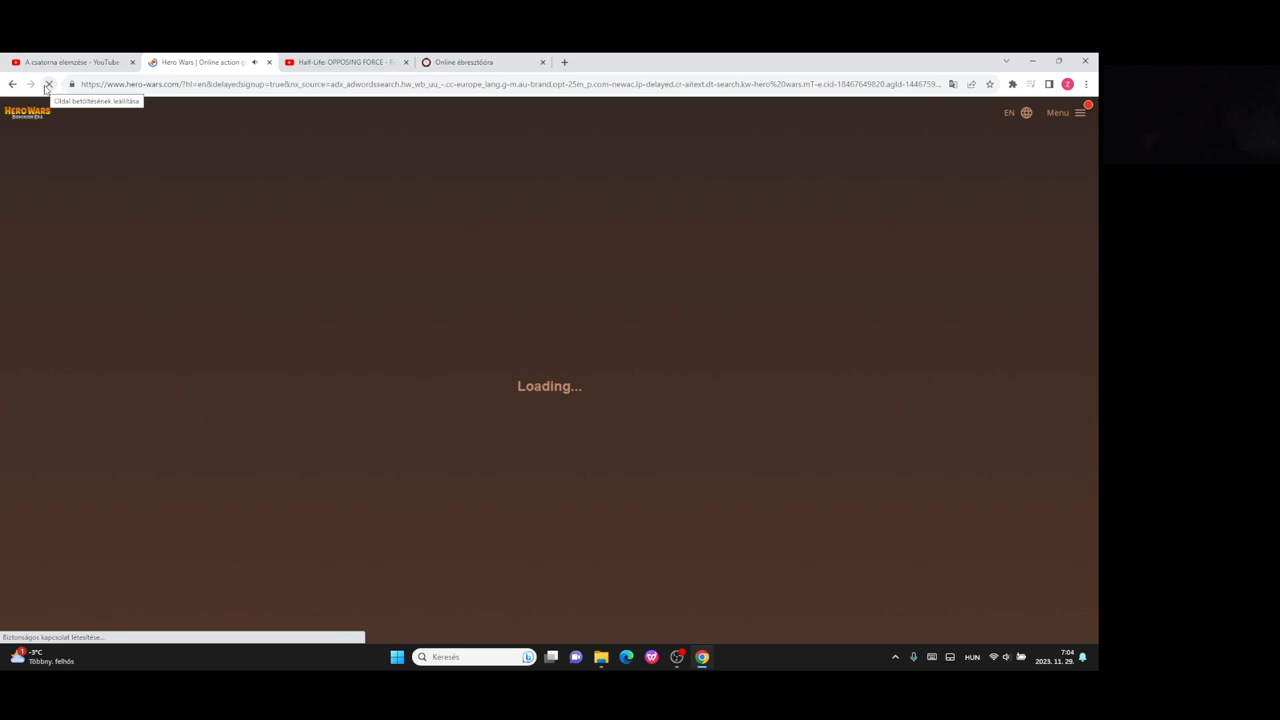 A csatorna elemzése - YouTube
Hero Wars | Online action g
Half-Life: OPPOSING FORCE - F
Online ébresztőóra
https://www.hero-wars.com/?hl=en&delayedsignup=true&nx_source=adx_adwordssearch.hw_wb_uu_-.cc-europe_lang.g-m.au-brand.opt-25m_p.com-newac.lp-delayed.cr-aitext.dt-search.kw-hero%20wars.mT-e.cid-18467649820.agId-1446759...
Z
Oldal betöltésének leállítása
HERO WARS
DOMINION ERA
EN
Menu
Loading...
Biztonságos kapcsolat létesítése...
1
-3°C
Többny. felhős
Keresés
HUN
7:04
2023. 11. 29.